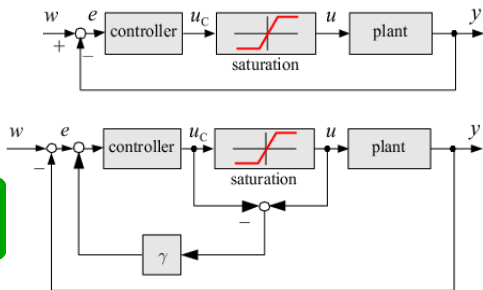 w e u_C u y
+ − controller plant
saturation
w e u_C u y
− controller plant
saturation
−
γ